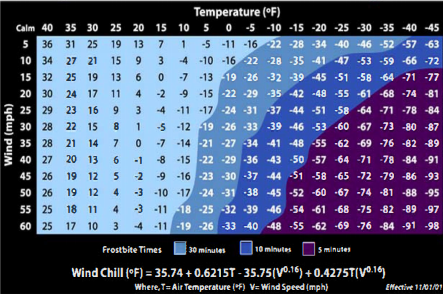 Temperature (°F)
Calm 40 35 30 25 20 15 10 5 0 -5 -10 -15 -20 -25 -30 -35 -40 -45
5 36 31 25 19 13 7 1 -5 -11 -16 -22 -28 -34 -40 -46 -52 -57 -63
10 34 27 21 15 9 3 -4 -10 -16 -22 -28 -35 -41 -47 -53 -59 -66 -72
15 32 25 19 13 6 0 -7 -13 -19 -26 -32 -39 -45 -51 -58 -64 -71 -77
20 30 24 17 11 4 -2 -9 -15 -22 -29 -35 -42 -48 -55 -61 -68 -74 -81
25 29 23 16 9 3 -4 -11 -17 -24 -31 -37 -44 -51 -58 -64 -71 -78 -84
30 28 22 15 8 1 -5 -12 -19 -26 -33 -39 -46 -53 -60 -67 -73 -80 -87
35 28 21 14 7 0 -7 -14 -21 -27 -34 -41 -48 -55 -62 -69 -76 -82 -89
40 27 20 13 6 -1 -8 -15 -22 -29 -36 -43 -50 -57 -64 -71 -78 -84 -91
45 26 19 12 5 -2 -9 -16 -23 -30 -37 -44 -51 -58 -65 -72 -79 -86 -93
50 26 19 12 4 -3 -10 -17 -24 -31 -38 -45 -52 -60 -67 -74 -81 -88 -95
55 25 18 11 4 -3 -11 -18 -25 -32 -39 -46 -54 -61 -68 -75 -82 -89 -97
60 25 17 10 3 -4 -11 -19 -26 -33 -40 -48 -55 -62 -69 -76 -84 -91 -98
Wind (mph)
Frostbite Times 30 minutes 10 minutes 5 minutes
Wind Chill (°F) = 35.74 + 0.6215T - 35.75(V0.16) + 0.4275T(V0.16)
Where, T= Air Temperature (°F) V= Wind Speed (mph) Effective 11/01/01